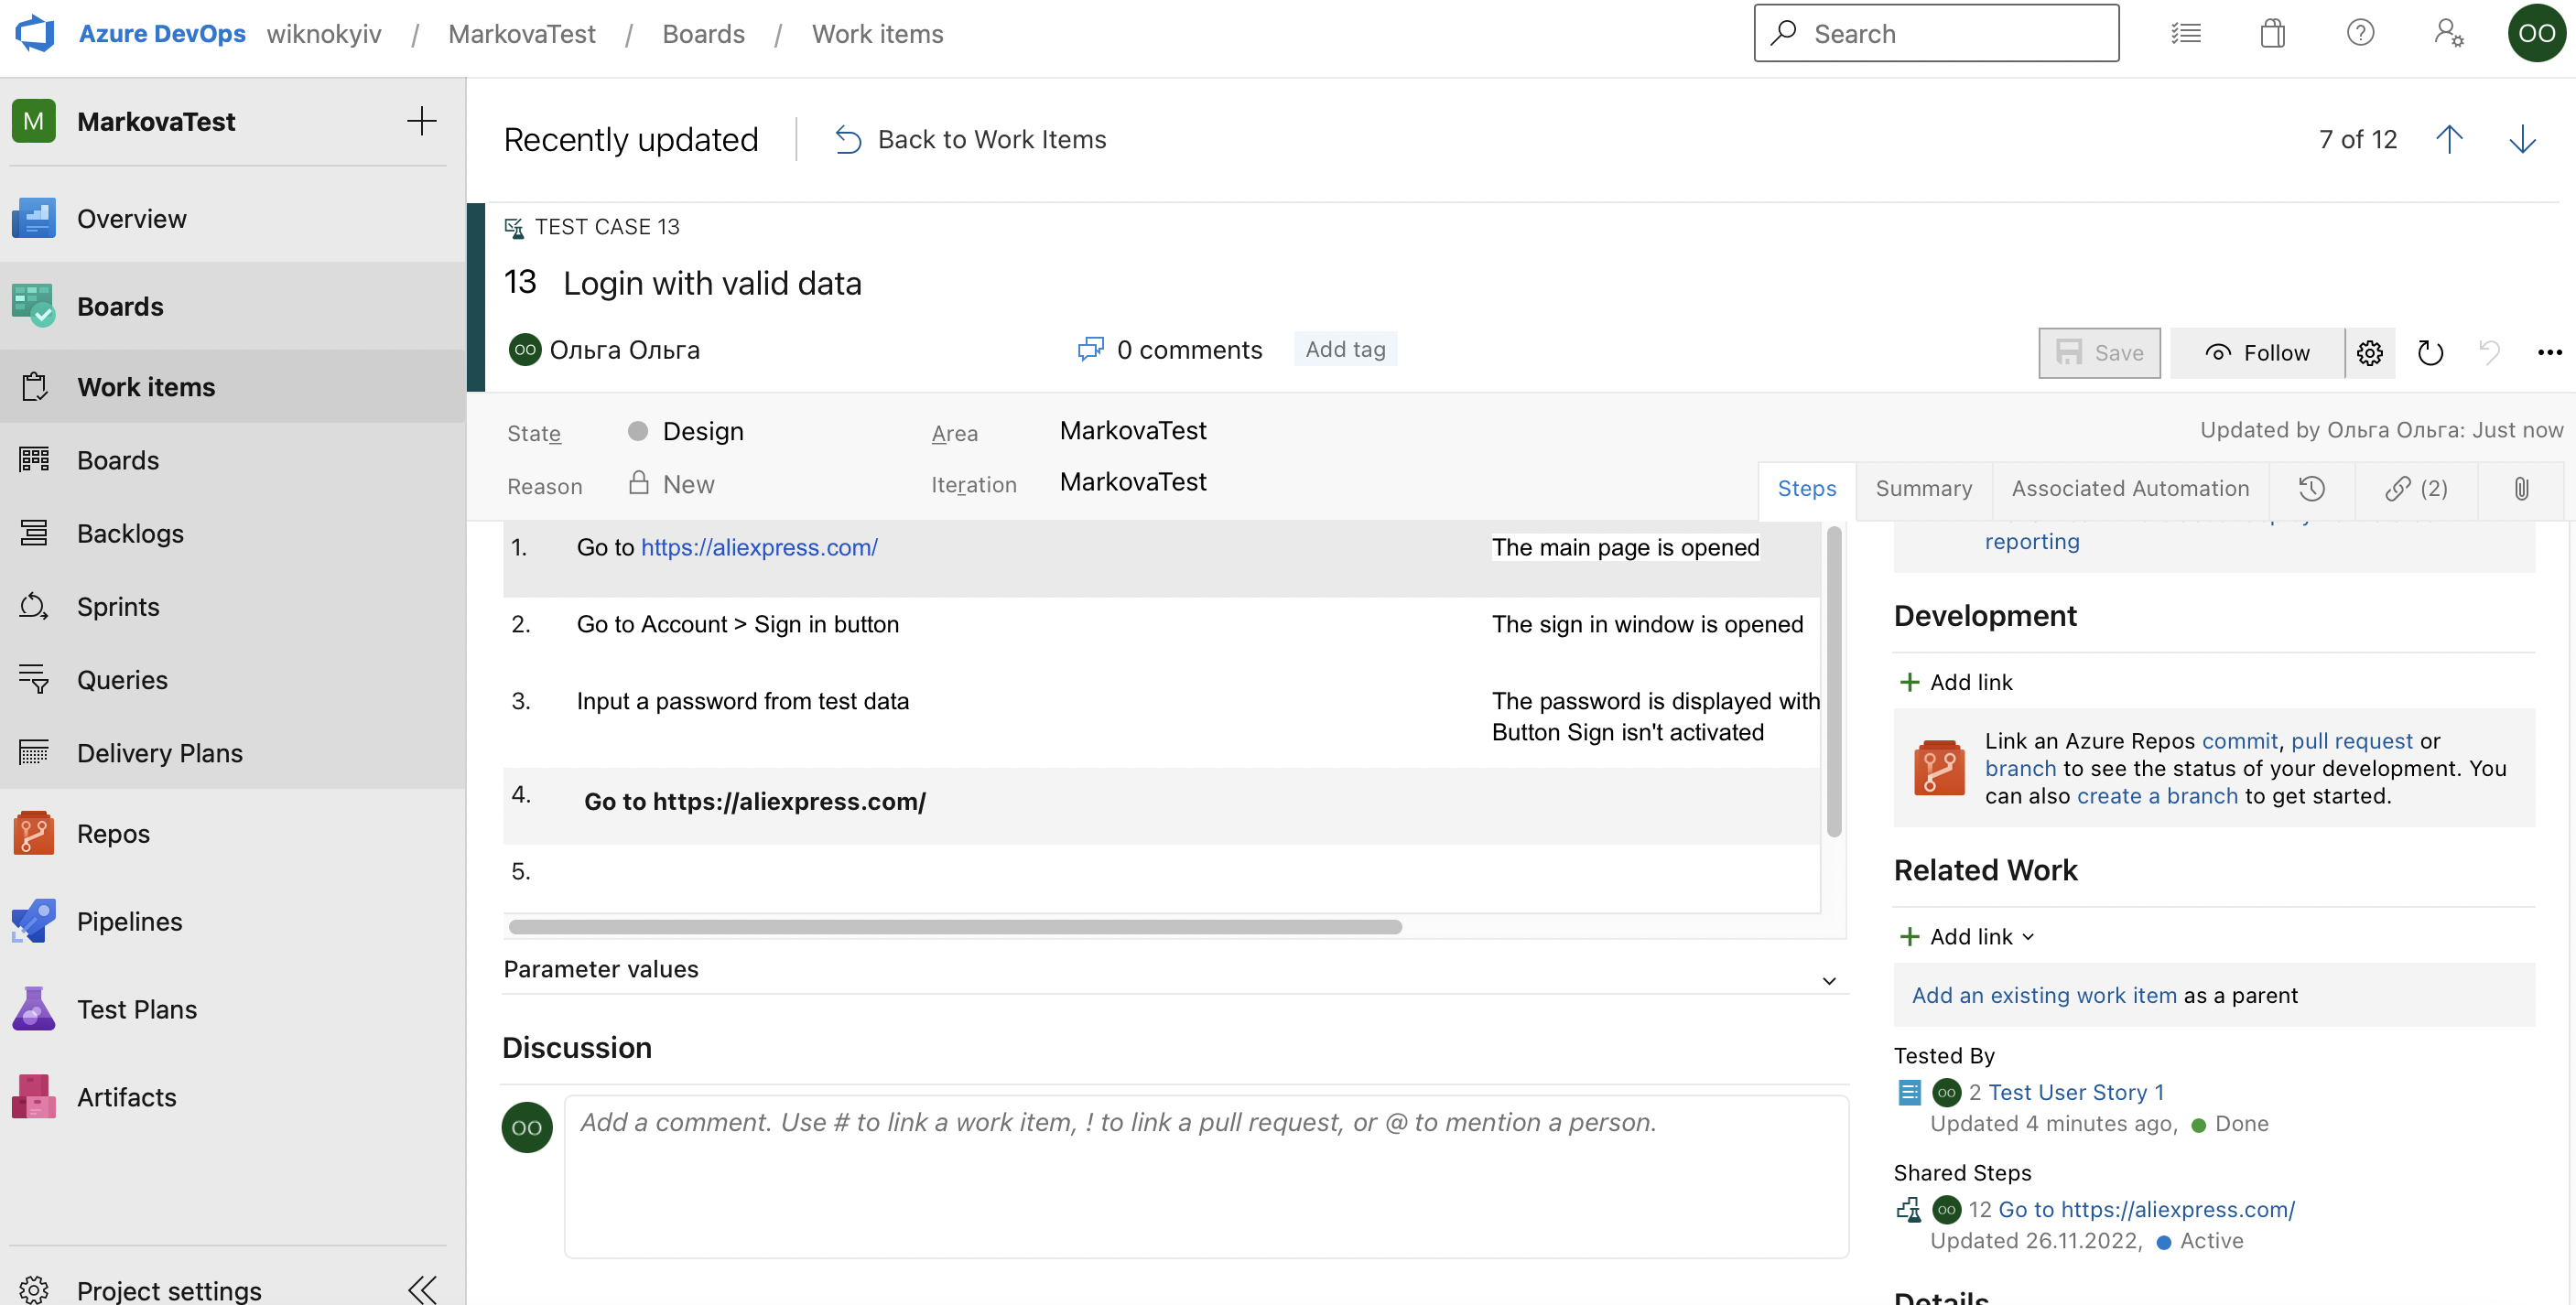 Azure DevOps wiknokyiv / MarkovaTest / Boards / Work items
Search
OO
M MarkovaTest
Overview
Boards
Work items
Boards
Backlogs
Sprints
Queries
Delivery Plans
Repos
Pipelines
Test Plans
Artifacts
Project settings
Recently updated Back to Work Items 7 of 12
TEST CASE 13
13 Login with valid data
OO Ольга Ольга 0 comments Add tag
Save Follow
State Design Area MarkovaTest
Reason New Iteration MarkovaTest
Updated by Ольга Ольга: Just now
Steps Summary Associated Automation (2)
1. Go to https://aliexpress.com/ The main page is opened
2. Go to Account > Sign in button The sign in window is opened
3. Input a password from test data The password is displayed with
Button Sign isn't activated
4. Go to https://aliexpress.com/
5.
Parameter values
Discussion
OO Add a comment. Use # to link a work item, ! to link a pull request, or @ to mention a person.
reporting
Development
+ Add link
Link an Azure Repos commit, pull request or
branch to see the status of your development. You
can also create a branch to get started.
Related Work
+ Add link
Add an existing work item as a parent
Tested By
OO 2 Test User Story 1
Updated 4 minutes ago, Done
Shared Steps
OO 12 Go to https://aliexpress.com/
Updated 26.11.2022, Active
Details